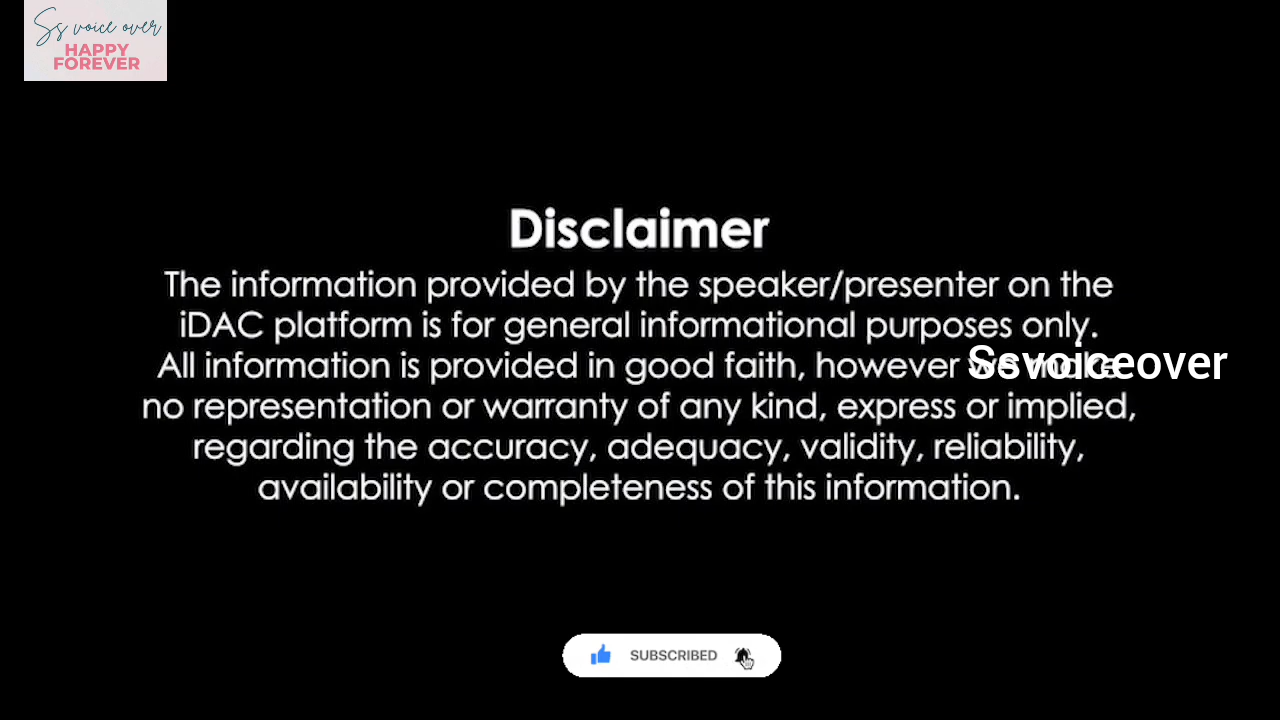 Ss voice over
HAPPY
FOREVER
Disclaimer
The information provided by the speaker/presenter on the
iDAC platform is for general informational purposes only.
All information is provided in good faith, however we make
Ssvoiceover
no representation or warranty of any kind, express or implied,
regarding the accuracy, adequacy, validity, reliability,
availability or completeness of this information.
SUBSCRIBED